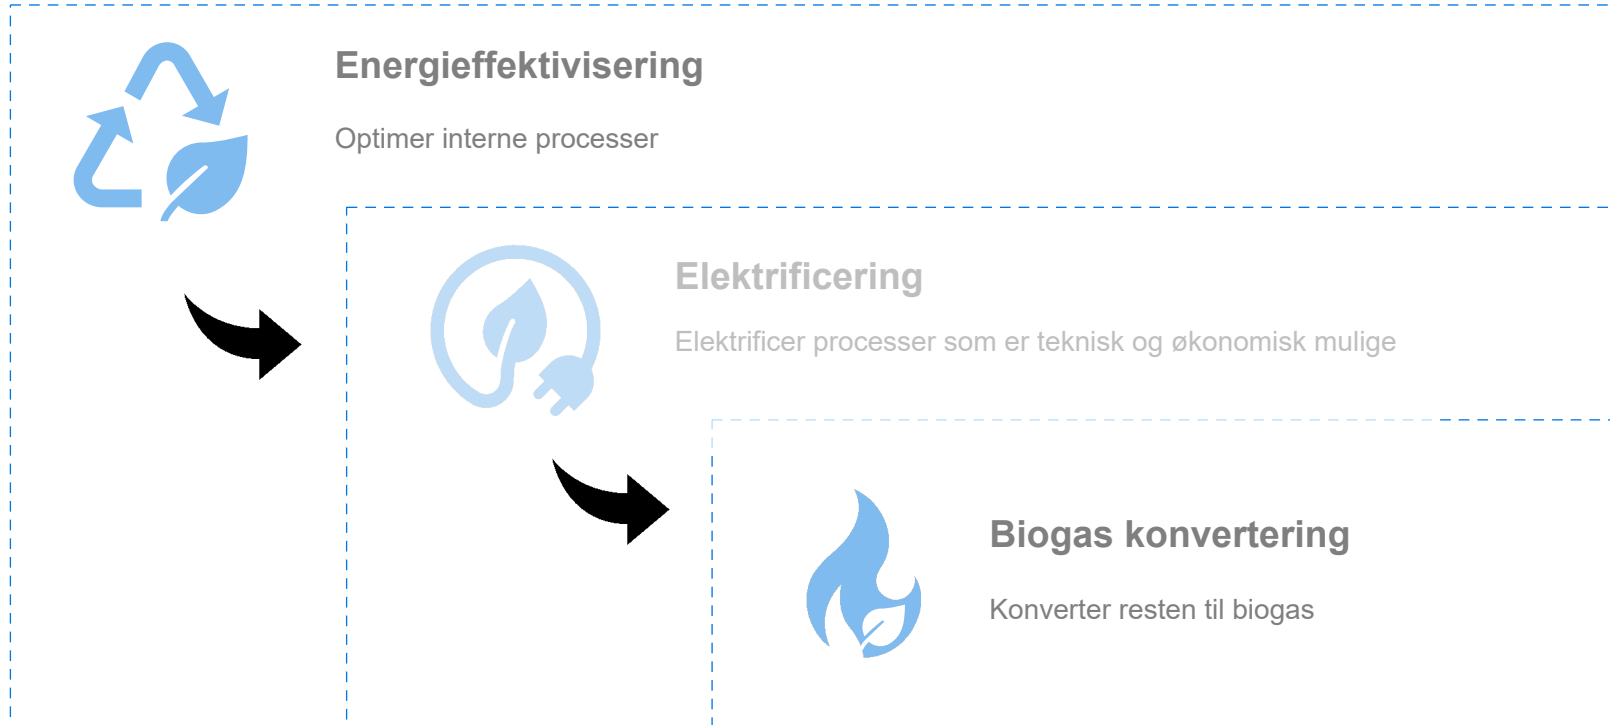 Energieffektivisering
Optimer interne processer
Elektrificering
Elektrificer processer som er teknisk og økonomisk mulige
Biogas konvertering
Konverter resten til biogas